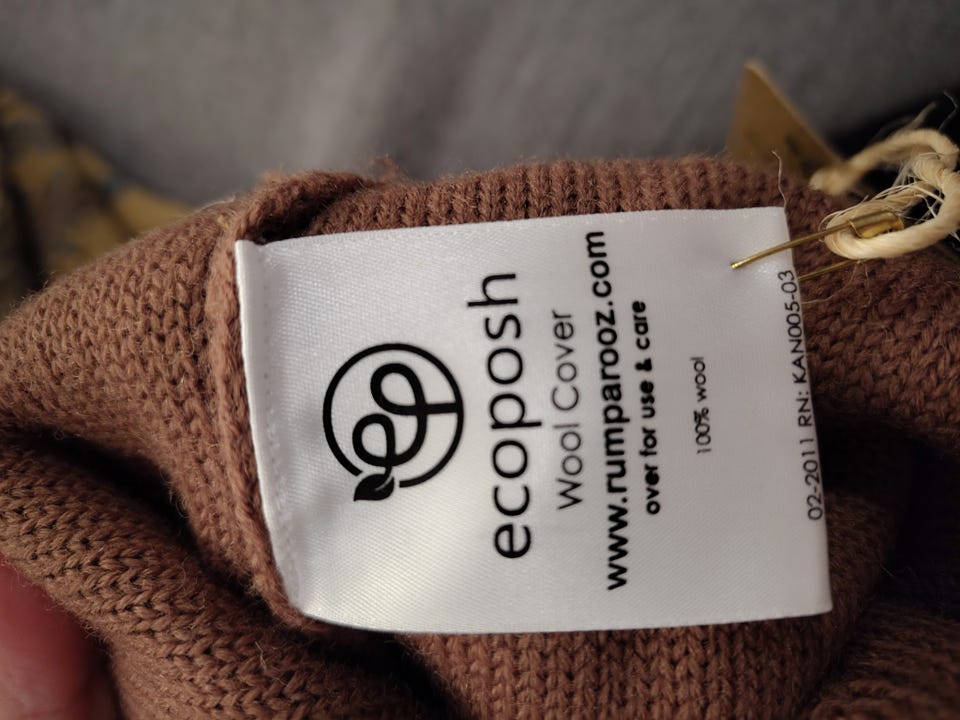 ecoposh
Wool Cover
www.rumparooz.com
over for use & care
100% wool
02-2011 RN: KAN005-03